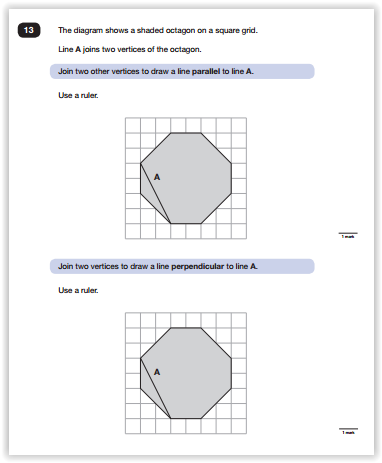 13 The diagram shows a shaded octagon on a square grid.
Line A joins two vertices of the octagon.
Join two other vertices to draw a line parallel to line A.
Use a ruler.
A
1 mark
Join two vertices to draw a line perpendicular to line A.
Use a ruler.
A
1 mark